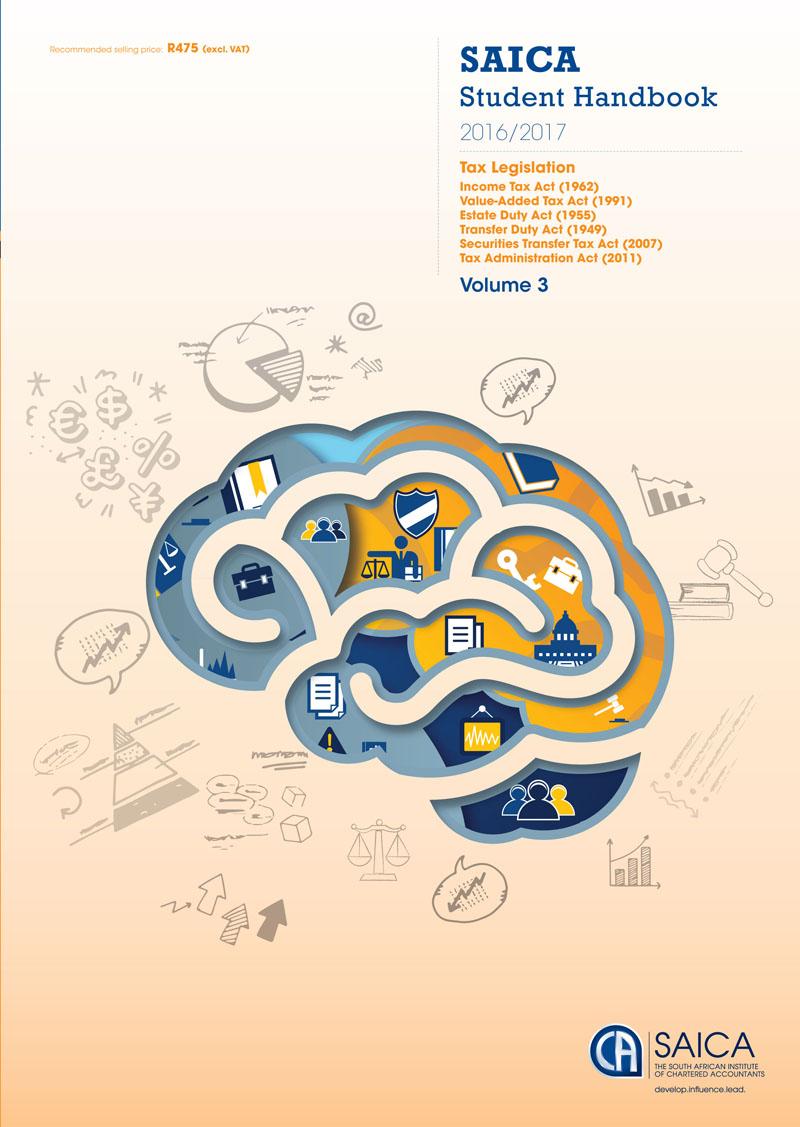 Recommended selling price: R475 (excl. VAT)
SAICA
Student Handbook
2016/2017
Tax Legislation
Income Tax Act (1962)
Value-Added Tax Act (1991)
Estate Duty Act (1955)
Transfer Duty Act (1949)
Securities Transfer Tax Act (2007)
Tax Administration Act (2011)
Volume 3
CA
SAICA
THE SOUTH AFRICAN INSTITUTE
OF CHARTERED ACCOUNTANTS
develop.influence.lead.